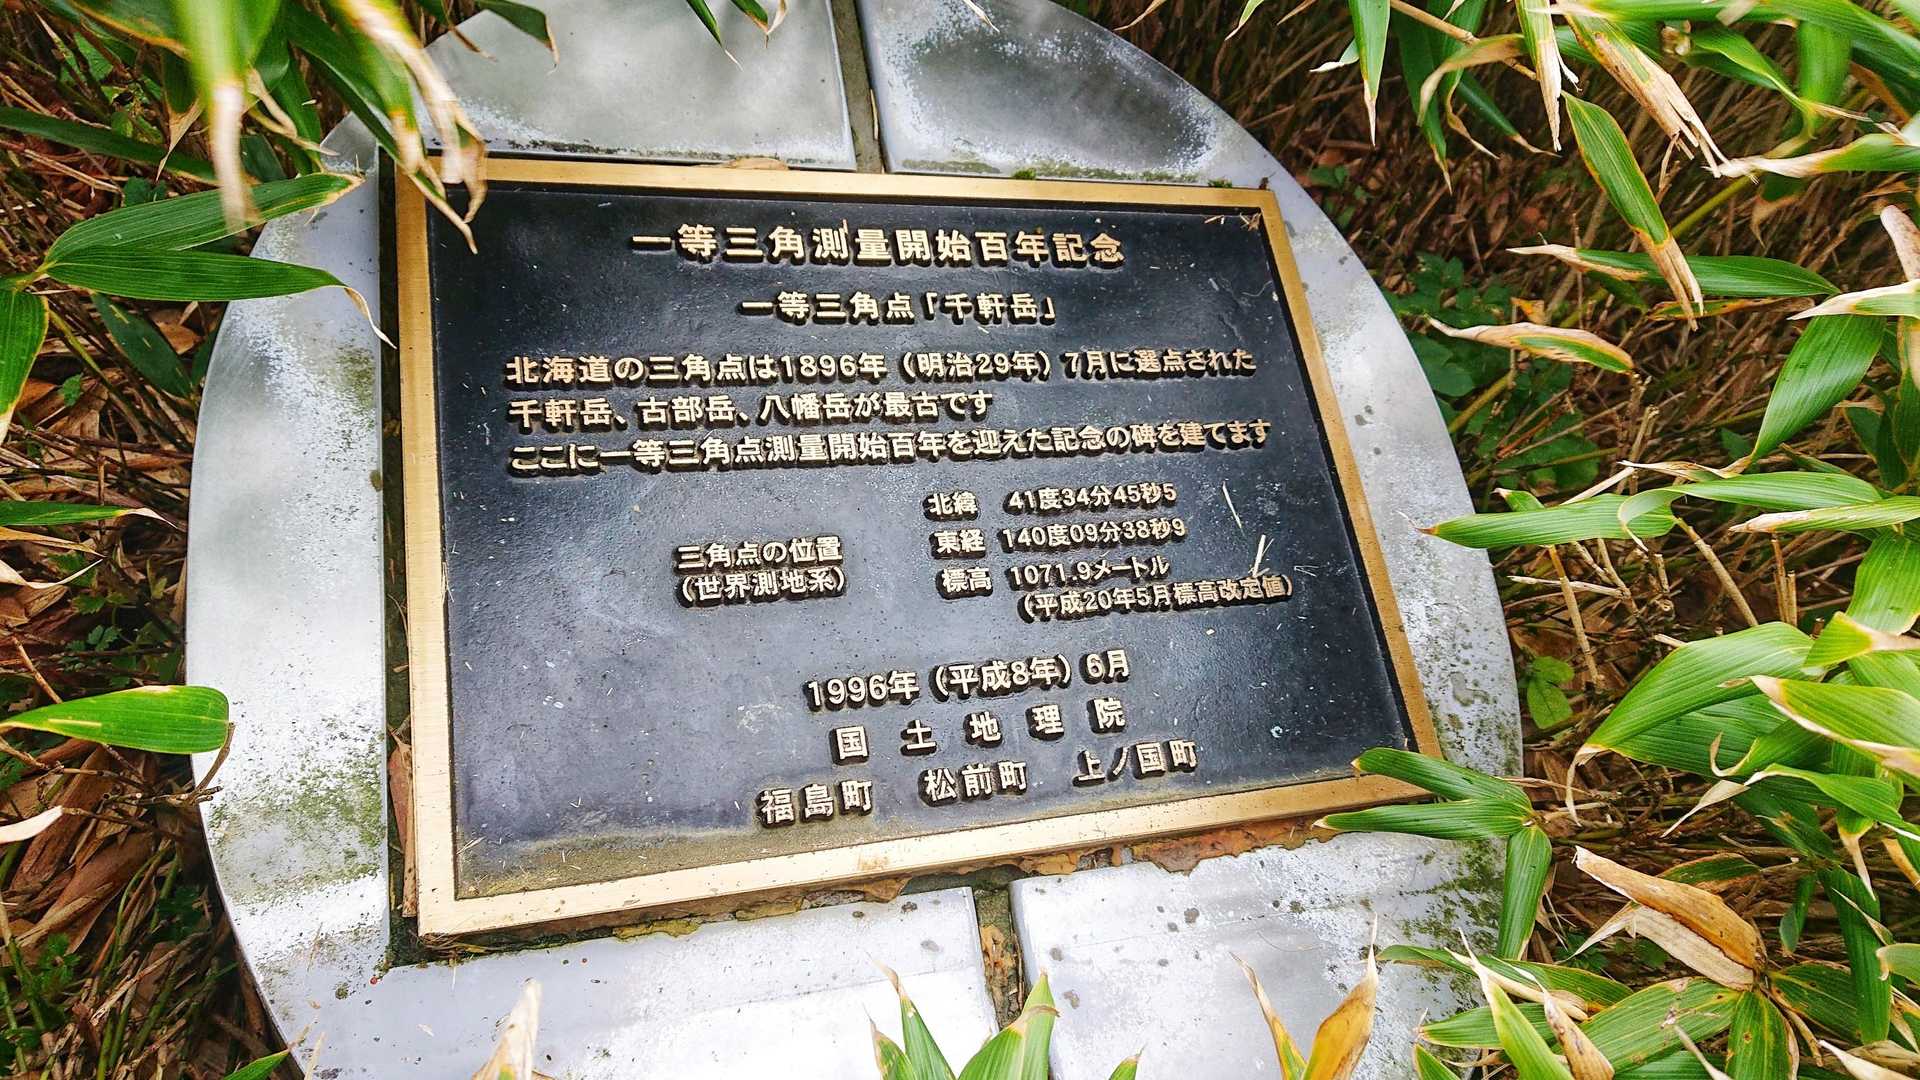 一等三角測量開始百年記念
一等三角点「千軒岳」
北海道の三角点は1896年（明治29年）7月に選点された
千軒岳、古部岳、八幡岳が最古です
ここに一等三角点測量開始百年を迎えた記念の碑を建てます
三角点の位置
（世界測地系）
北緯 41度34分45秒5
東経 140度09分38秒9
標高 1071.9メートル
（平成20年5月標高改定値）
1996年（平成8年）6月
国土地理院
福島町 松前町 上ノ国町